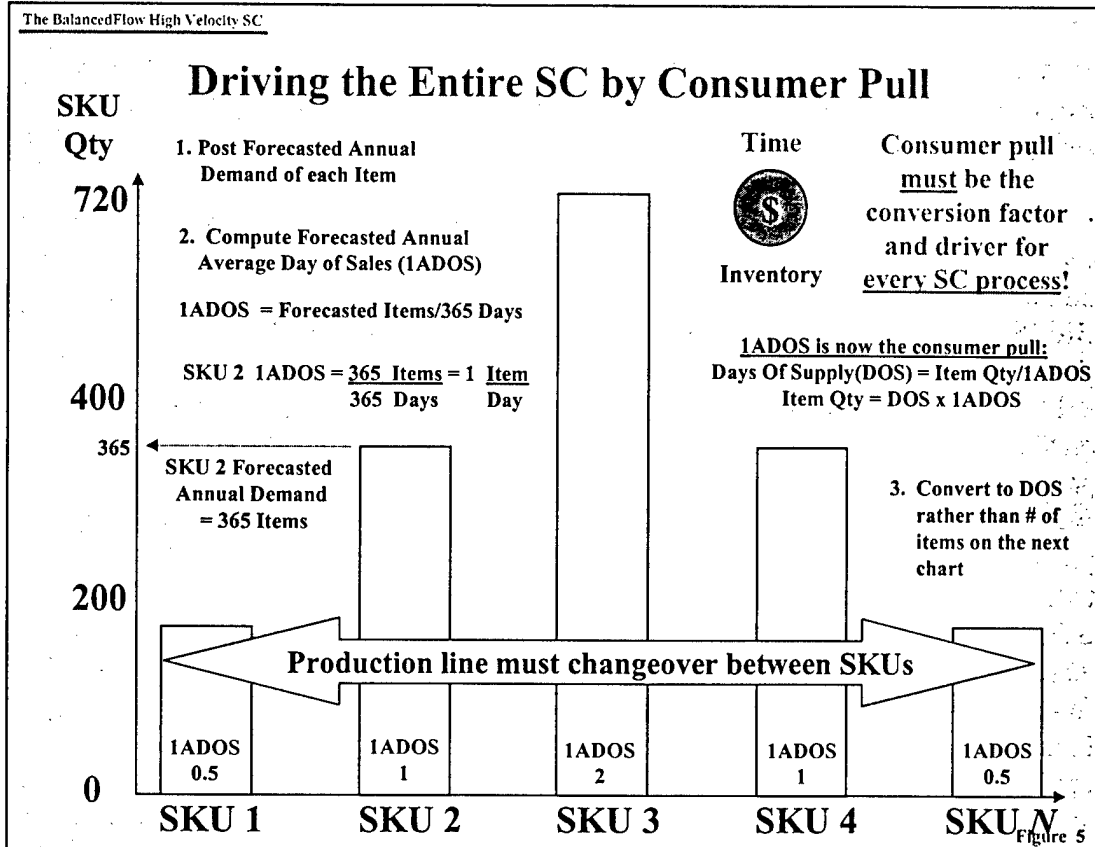 The BalancedFlow High Velocity SC
Driving the Entire SC by Consumer Pull
SKU
Qty
1. Post Forecasted Annual
Demand of each Item
2. Compute Forecasted Annual
Average Day of Sales (1ADOS)
1ADOS = Forecasted Items/365 Days
SKU 2 1ADOS = 365 Items = 1 Item
365 Days Day
Time
$
Inventory
Consumer pull
must be the
conversion factor
and driver for
every SC process!
1ADOS is now the consumer pull:
Days Of Supply(DOS) = Item Qty/1ADOS
Item Qty = DOS x 1ADOS
720
400
365
200
0
SKU 2 Forecasted
Annual Demand
= 365 Items
3. Convert to DOS
rather than # of
items on the next
chart
Production line must changeover between SKUs
1ADOS
0.5
1ADOS
1
1ADOS
2
1ADOS
1
1ADOS
0.5
SKU 1
SKU 2
SKU 3
SKU 4
SKU N
Figure 5